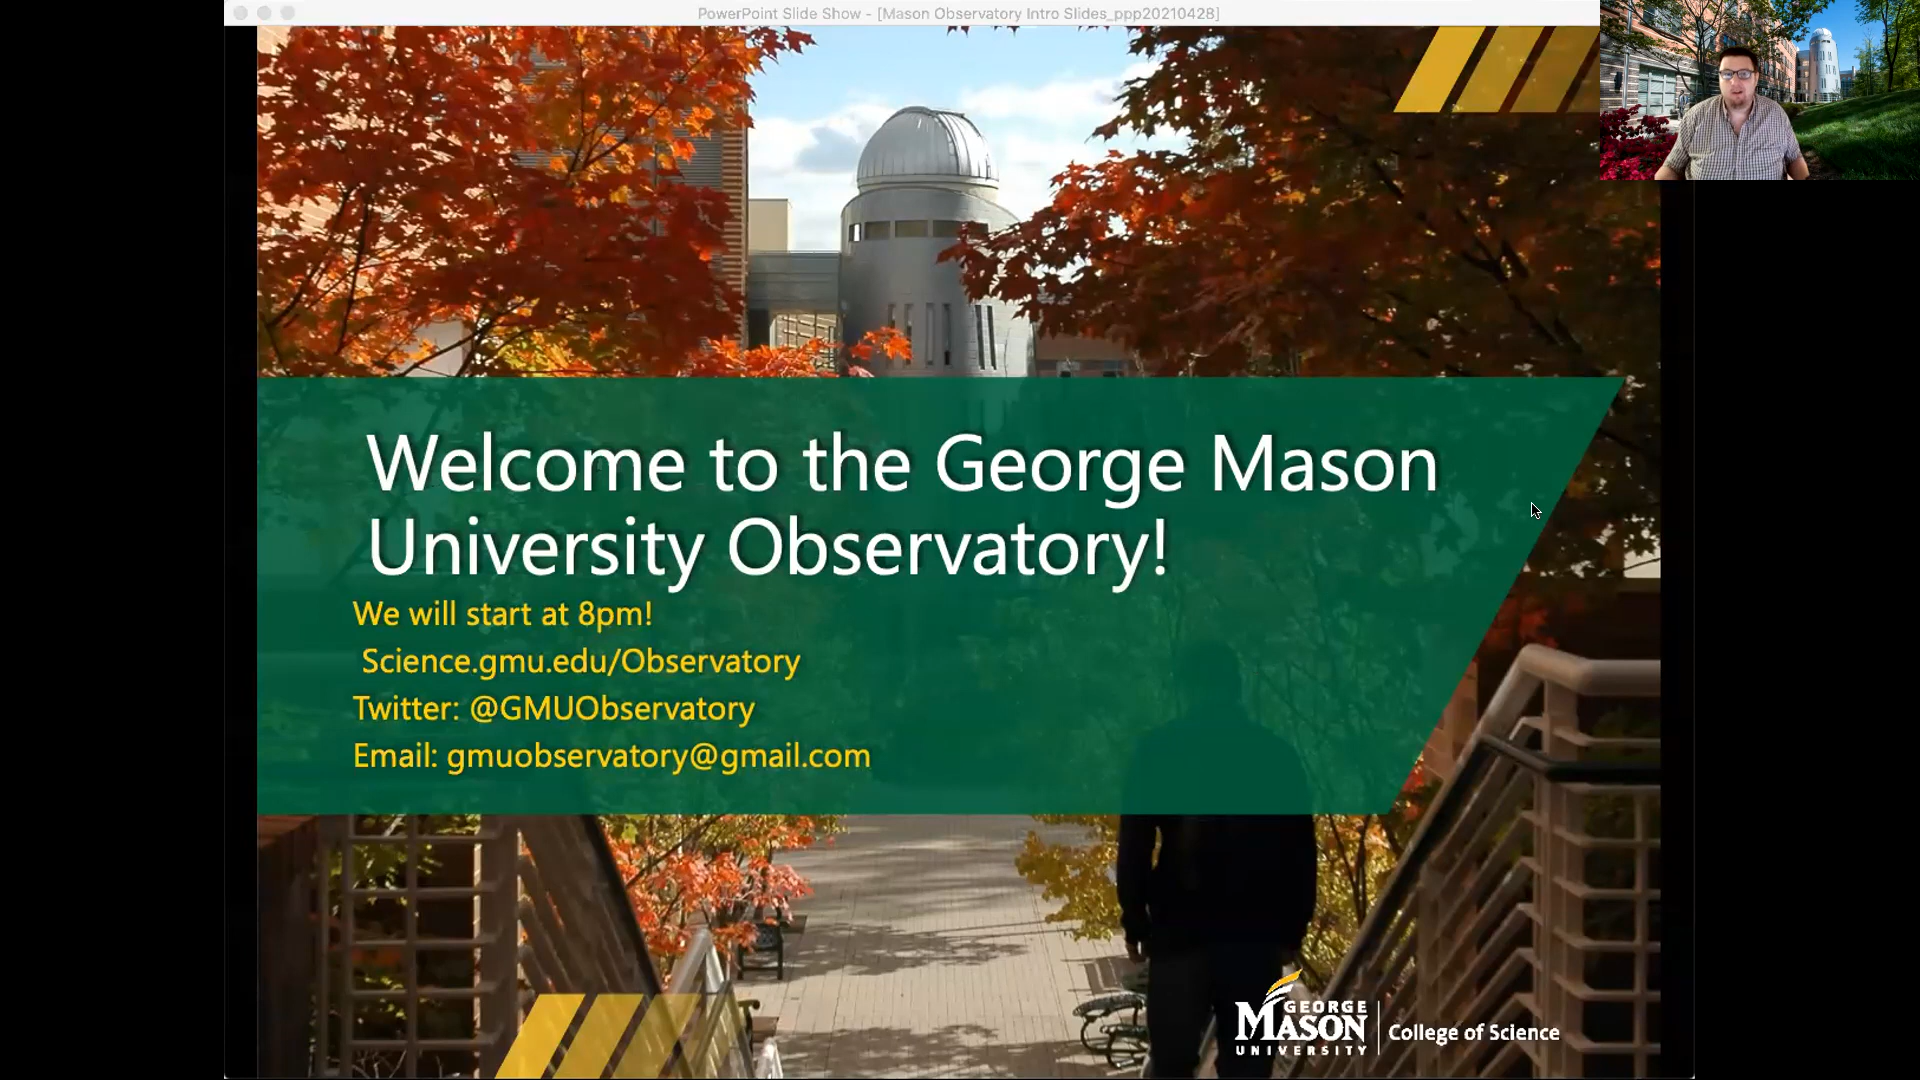 PowerPoint Slide Show - [Mason Observatory Intro Slides_ppp20210428]
Welcome to the George Mason
University Observatory!
We will start at 8pm!
Science.gmu.edu/Observatory
Twitter: @GMUObservatory
Email: gmuobservatory@gmail.com
GEORGE
MASON
UNIVERSITY
College of Science